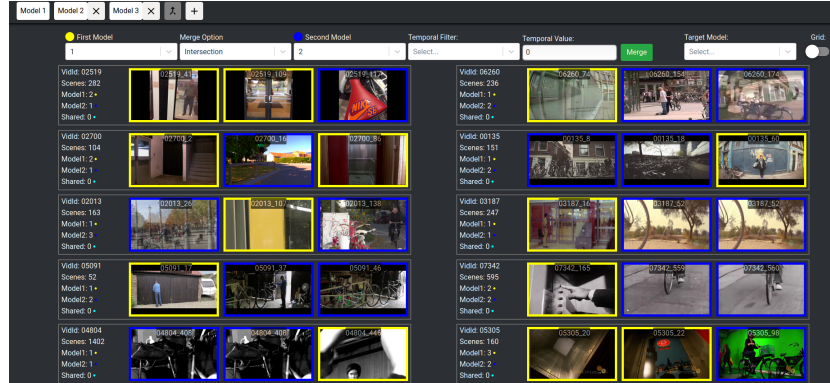 Model 1 Model 2 X Model 3 X +
First Model Merge Option Second Model Temporal Filter: Temporal Value: Target Model: Grid:
1 Intersection 2 Select... 0 Merge Select...
VidId: 02519
Scenes: 282
Model1: 2
Model2: 1
Shared: 0
02519_41 02519_109 02519_117
VidId: 06260
Scenes: 236
Model1: 1
Model2: 2
Shared: 0
06260_74 06260_154 06260_174
VidId: 02700
Scenes: 104
Model1: 2
Model2: 1
Shared: 0
02700_2 02700_16 02700_86
VidId: 00135
Scenes: 151
Model1: 1
Model2: 2
Shared: 0
00135_8 00135_18 00135_60
VidId: 02013
Scenes: 163
Model1: 1
Model2: 3
Shared: 0
02013_26 02013_107 02013_138
VidId: 03187
Scenes: 247
Model1: 1
Model2: 1
Shared: 0
03187_16 03187_52 03187_52
VidId: 05091
Scenes: 52
Model1: 1
Model2: 2
Shared: 0
05091_17 05091_37 05091_46
VidId: 07342
Scenes: 595
Model1: 1
Model2: 2
Shared: 0
07342_165 07342_559 07342_560
VidId: 04804
Scenes: 1402
Model1: 1
Model2: 1
Shared: 0
04804_408 04804_408
VidId: 05305
Scenes: 160
Model1: 3
Model2: 1
Shared: 0
05305_20 05305_22 05305_98